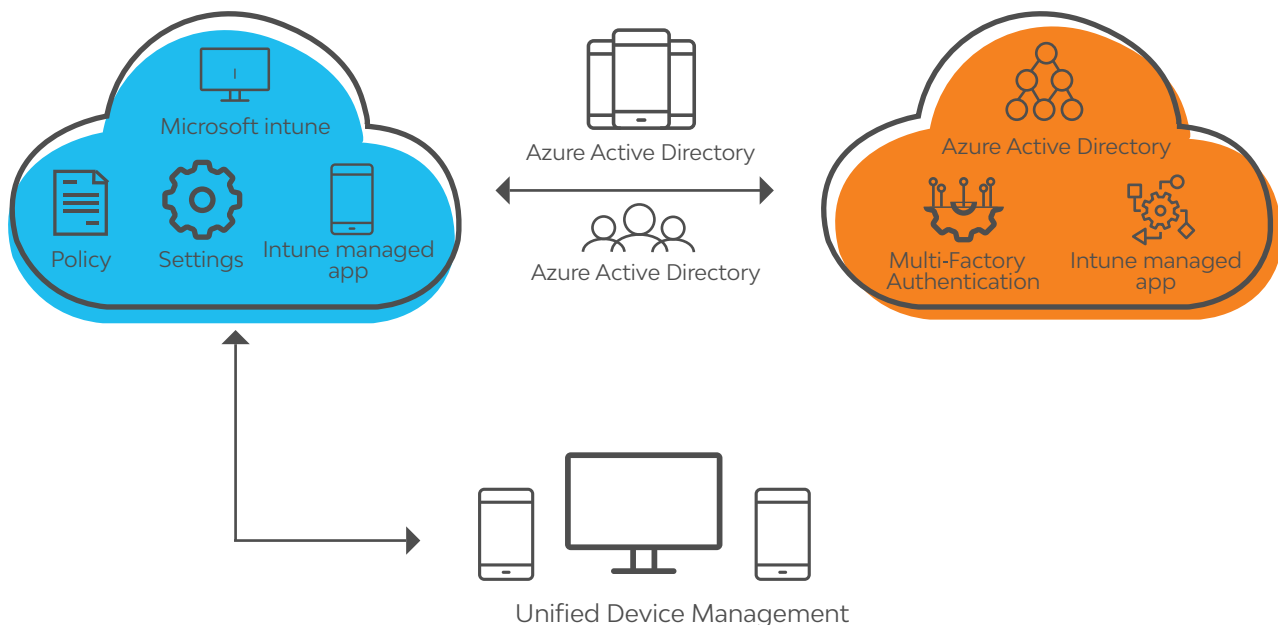 Microsoft intune
Policy
Settings
Intune managed
app
Azure Active Directory
Azure Active Directory
Azure Active Directory
Multi-Factory
Authentication
Intune managed
app
Unified Device Management